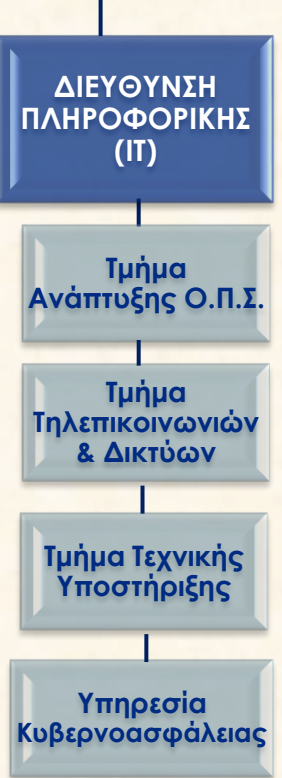 ΔΙΕΥΘΥΝΣΗ
ΠΛΗΡΟΦΟΡΙΚΗΣ
(IT)
Τμήμα
Ανάπτυξης Ο.Π.Σ.
Τμήμα
Τηλεπικοινωνιών
& Δικτύων
Τμήμα Τεχνικής
Υποστήριξης
Υπηρεσία
Κυβερνοασφάλειας